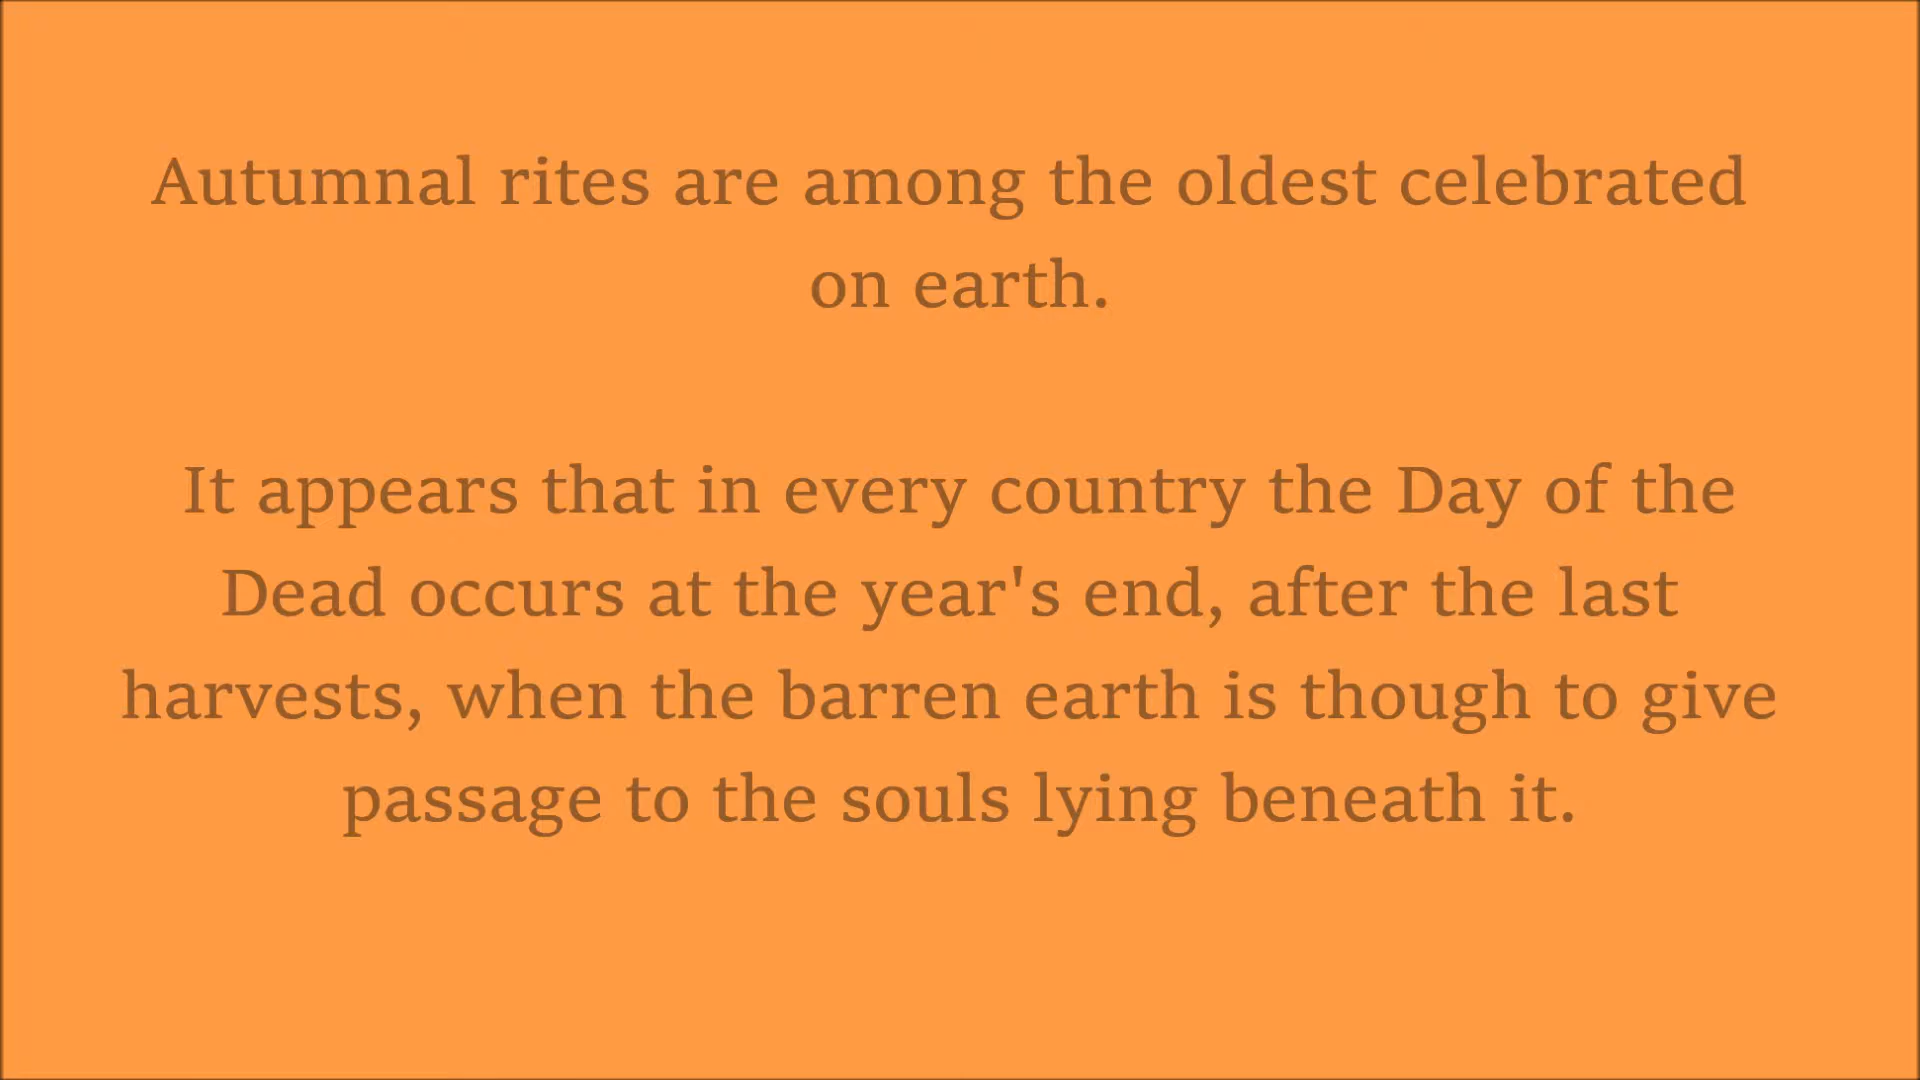 Autumnal rites are among the oldest celebrated
on earth.
It appears that in every country the Day of the
Dead occurs at the year's end, after the last
harvests, when the barren earth is though to give
passage to the souls lying beneath it.